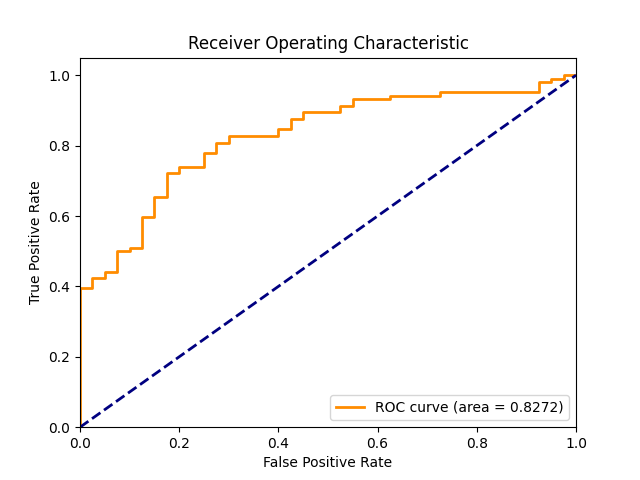 Receiver Operating Characteristic
True Positive Rate
1.0
0.8
0.6
0.4
0.2
0.0
ROC curve (area = 0.8272)
0.0 0.2 0.4 0.6 0.8 1.0
False Positive Rate